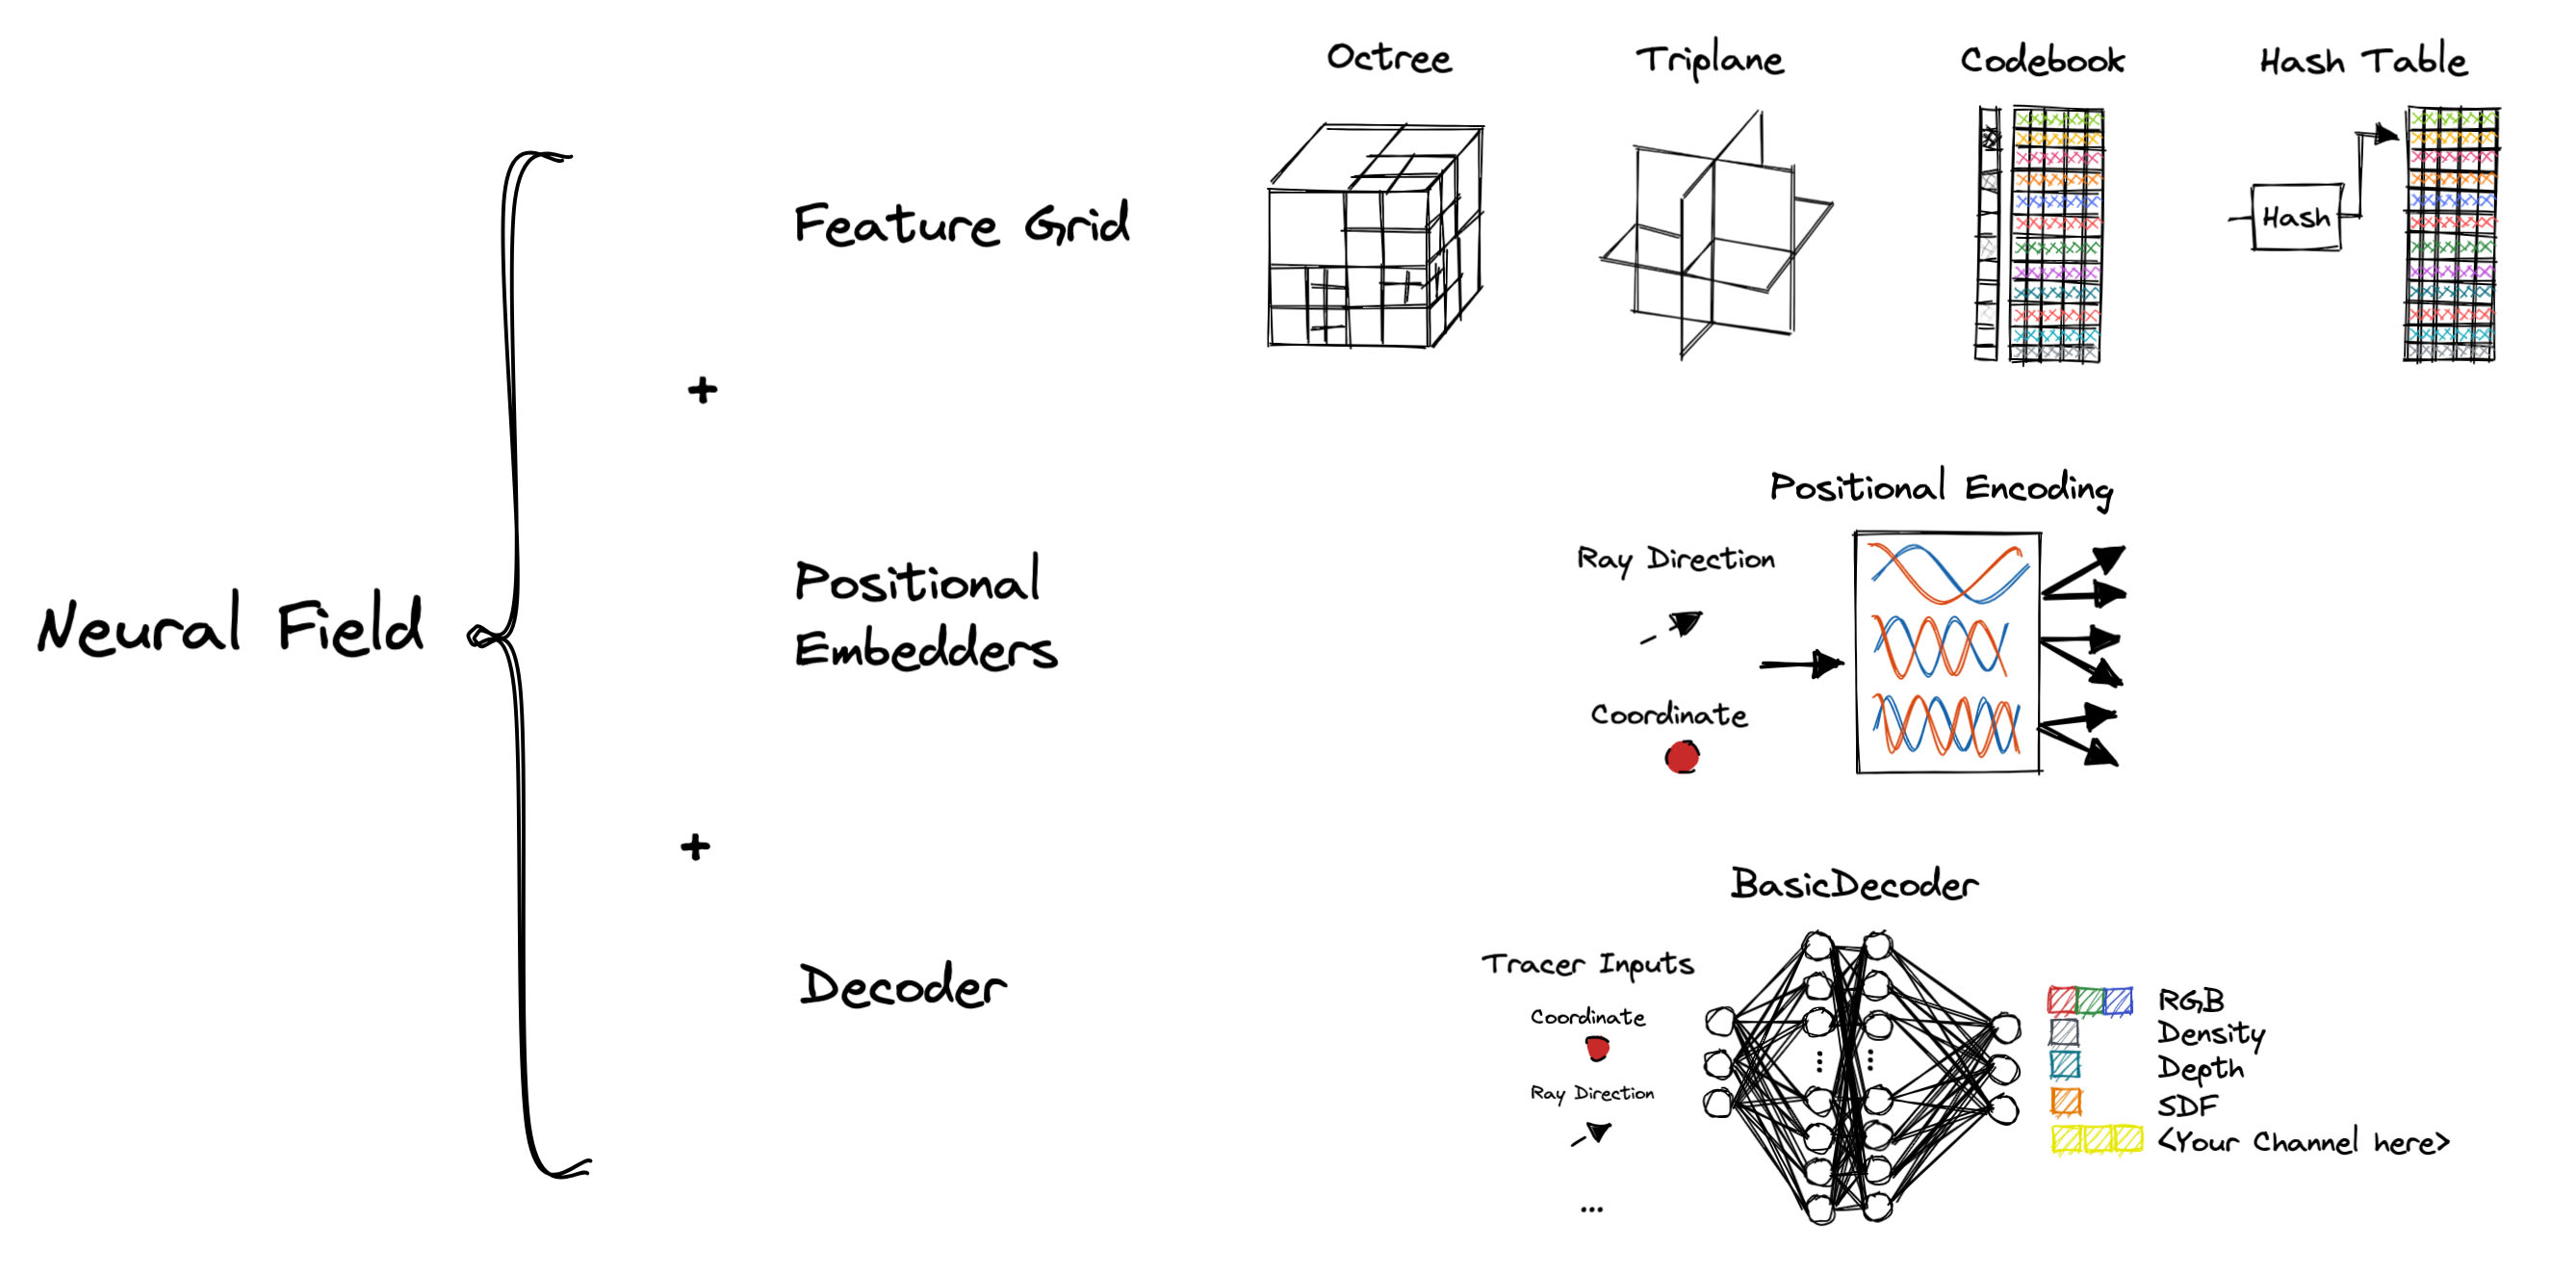 Octree
Triplane
Codebook
Hash Table
Hash
Feature Grid
+
Positional Encoding
Ray Direction
Neural Field
Positional
Embedders
Coordinate
+
BasicDecoder
Tracer Inputs
Decoder
Coordinate
Ray Direction
...
RGB
Density
Depth
SDF
<Your Channel here>